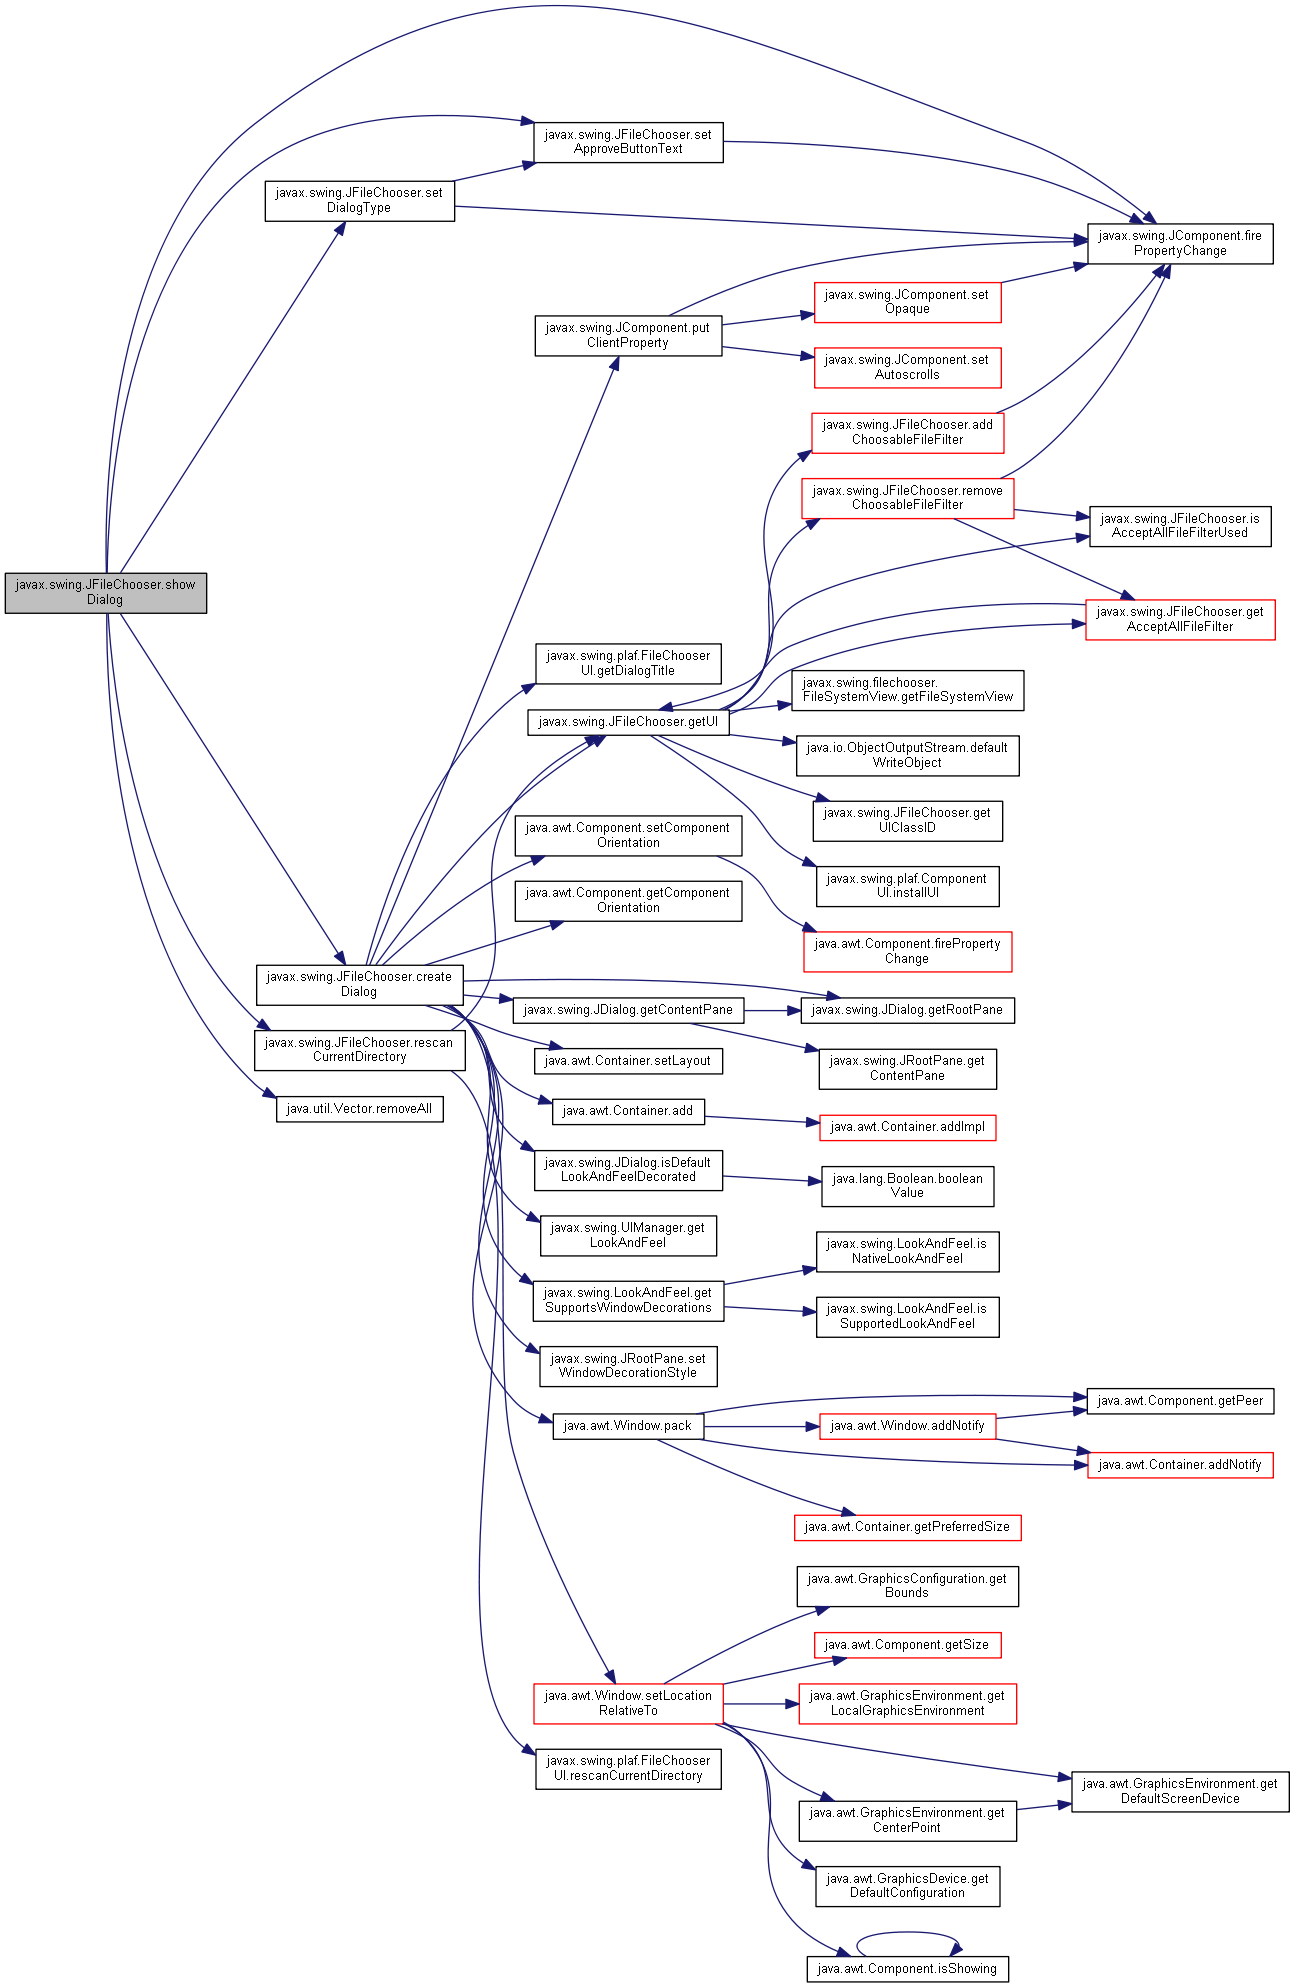 javax.swing.JFileChooser.set
ApproveButtonText
javax.swing.JFileChooser.set
DialogType
javax.swing.JComponent.fire
PropertyChange
javax.swing.JComponent.set
Opaque
javax.swing.JComponent.put
ClientProperty
javax.swing.JComponent.set
Autoscrolls
javax.swing.JFileChooser.add
ChoosableFileFilter
javax.swing.JFileChooser.remove
ChoosableFileFilter
javax.swing.JFileChooser.is
AcceptAllFileFilterUsed
javax.swing.JFileChooser.show
Dialog
javax.swing.JFileChooser.get
AcceptAllFileFilter
javax.swing.plaf.FileChooser
UI.getDialogTitle
javax.swing.filechooser.
FileSystemView.getFileSystemView
javax.swing.JFileChooser.getUI
java.io.ObjectOutputStream.default
WriteObject
javax.swing.JFileChooser.get
UIClassID
java.awt.Component.setComponent
Orientation
javax.swing.plaf.Component
UI.installUI
java.awt.Component.getComponent
Orientation
java.awt.Component.fireProperty
Change
javax.swing.JFileChooser.create
Dialog
javax.swing.JDialog.getContentPane
javax.swing.JDialog.getRootPane
javax.swing.JFileChooser.rescan
CurrentDirectory
java.awt.Container.setLayout
javax.swing.JRootPane.get
ContentPane
java.util.Vector.removeAll
java.awt.Container.add
java.awt.Container.addImpl
javax.swing.JDialog.isDefault
LookAndFeelDecorated
java.lang.Boolean.boolean
Value
javax.swing.UIManager.get
LookAndFeel
javax.swing.LookAndFeel.is
NativeLookAndFeel
javax.swing.LookAndFeel.get
SupportsWindowDecorations
javax.swing.LookAndFeel.is
SupportedLookAndFeel
javax.swing.JRootPane.set
WindowDecorationStyle
java.awt.Component.getPeer
java.awt.Window.pack
java.awt.Window.addNotify
java.awt.Container.addNotify
java.awt.Container.getPreferredSize
java.awt.GraphicsConfiguration.get
Bounds
java.awt.Component.getSize
java.awt.Window.setLocation
RelativeTo
java.awt.GraphicsEnvironment.get
LocalGraphicsEnvironment
javax.swing.plaf.FileChooser
UI.rescanCurrentDirectory
java.awt.GraphicsEnvironment.get
DefaultScreenDevice
java.awt.GraphicsEnvironment.get
CenterPoint
java.awt.GraphicsDevice.get
DefaultConfiguration
java.awt.Component.isShowing